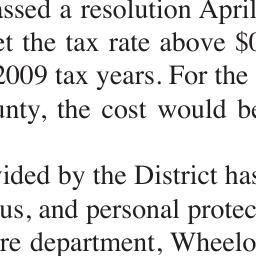 assed a resolution April
et the tax rate above $0
2009 tax years. For the
unty, the cost would be
vided by the District has
us, and personal protec
re department, Wheelo